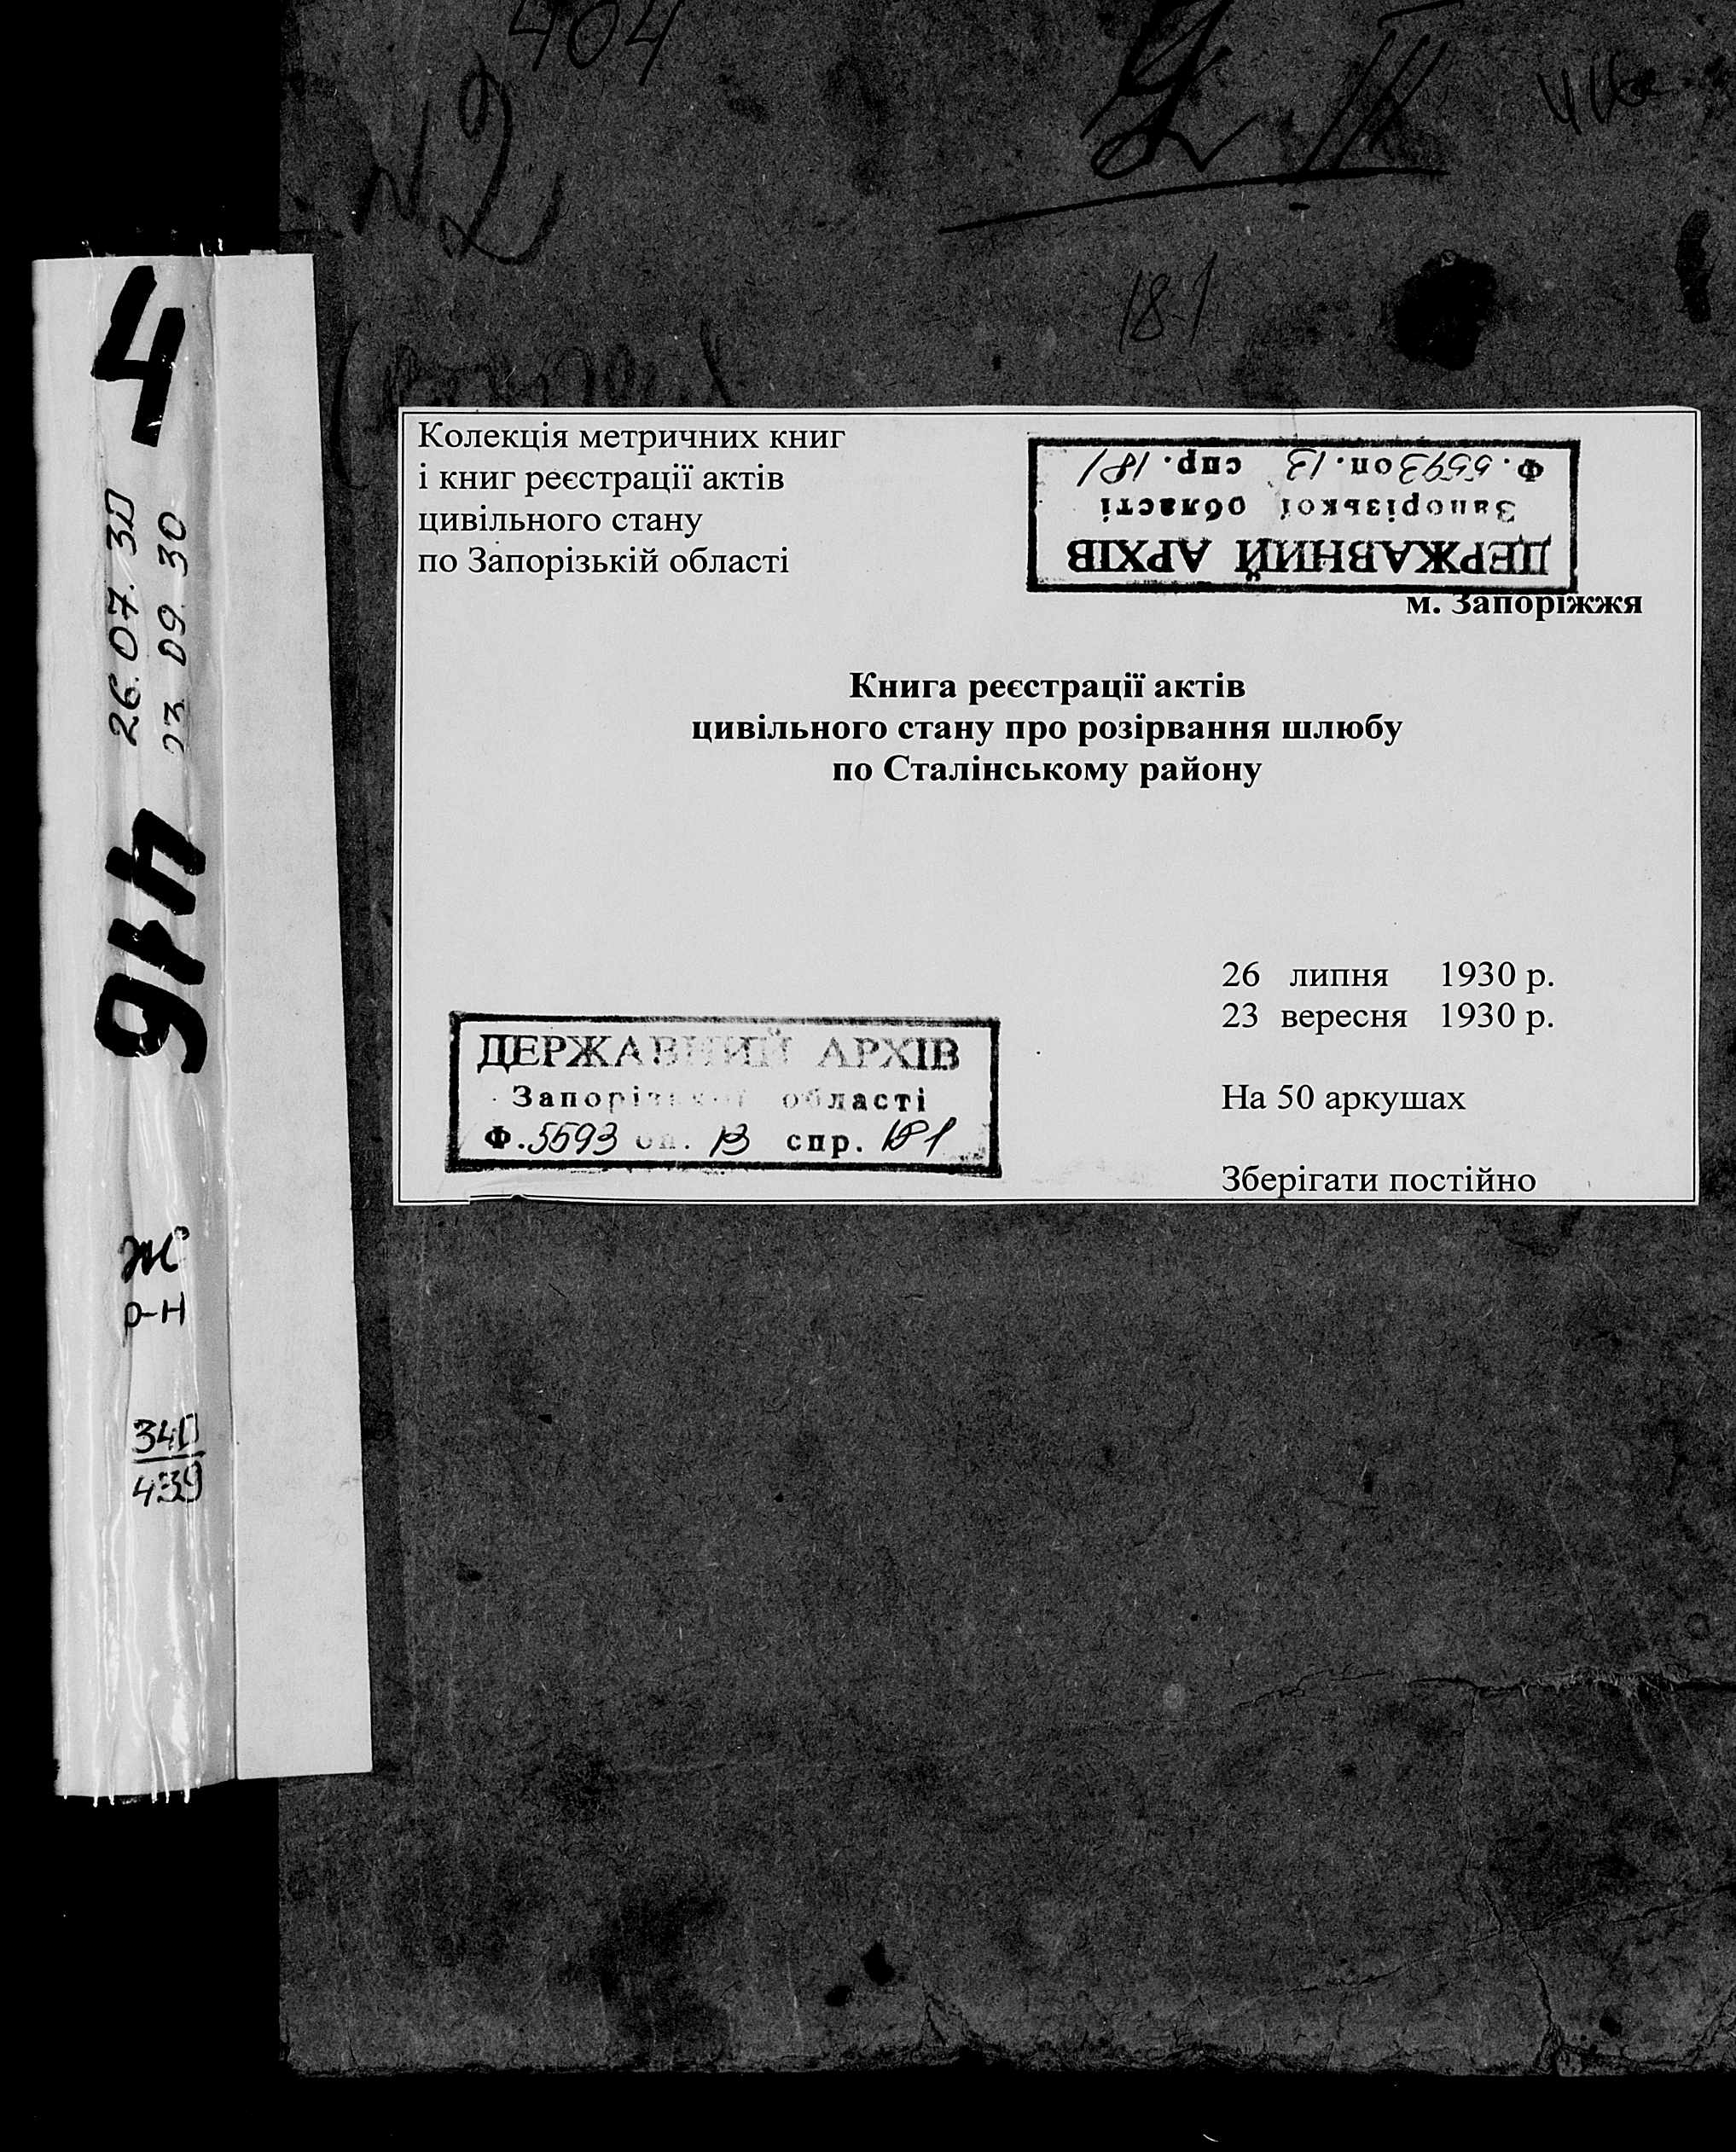 404
N2
181
Колекція метричних книг
і книг реєстрації актів
цивільного стану
по Запорізькій області
ДЕРЖАВНИЙ АРХІВ
Запорізької області
Ф. 5593 оп. 13 спр. 181
м. Запоріжжя
Книга реєстрації актів
цивільного стану про розірвання шлюбу
по Сталінському району
26 липня 1930 р.
23 вересня 1930 р.
На 50 аркушах
Зберігати постійно
ДЕРЖАВНИЙ АРХІВ
Запорізької області
Ф. 5593 оп. 13 спр. 181
4
26.07.30
23 09.30
416
Ж
р-н
340
439